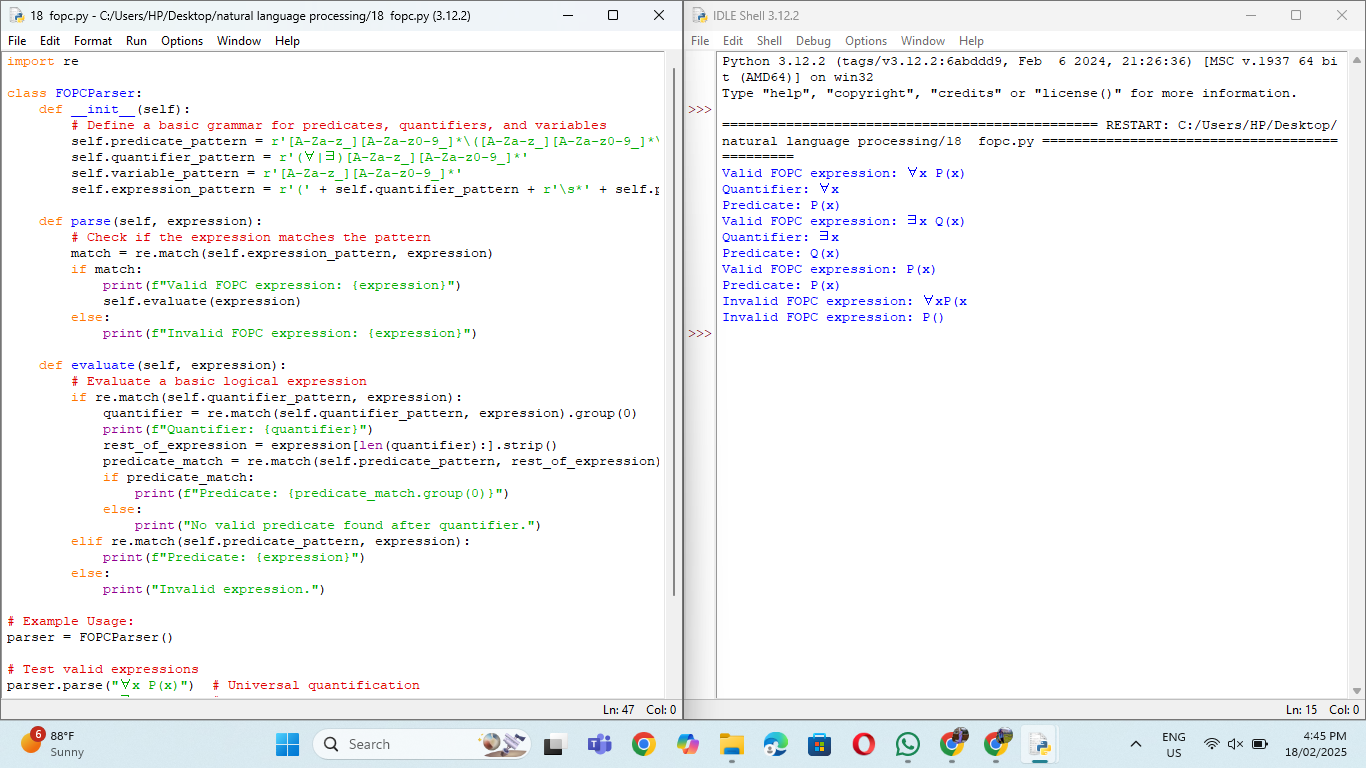 18 fopc.py - C:/Users/HP/Desktop/natural language processing/18 fopc.py (3.12.2)
File Edit Format Run Options Window Help
import re
class FOPCParser:
    def __init__(self):
        # Define a basic grammar for predicates, quantifiers, and variables
        self.predicate_pattern = r'[A-Za-z_][A-Za-z0-9_]*\([A-Za-z_][A-Za-z0-9_]*\
        self.quantifier_pattern = r'(∀|∃)[A-Za-z_][A-Za-z0-9_]*'
        self.variable_pattern = r'[A-Za-z_][A-Za-z0-9_]*'
        self.expression_pattern = r'(' + self.quantifier_pattern + r'\s*' + self.p
    def parse(self, expression):
        # Check if the expression matches the pattern
        match = re.match(self.expression_pattern, expression)
        if match:
            print(f"Valid FOPC expression: {expression}")
            self.evaluate(expression)
        else:
            print(f"Invalid FOPC expression: {expression}")
    def evaluate(self, expression):
        # Evaluate a basic logical expression
        if re.match(self.quantifier_pattern, expression):
            quantifier = re.match(self.quantifier_pattern, expression).group(0)
            print(f"Quantifier: {quantifier}")
            rest_of_expression = expression[len(quantifier):].strip()
            predicate_match = re.match(self.predicate_pattern, rest_of_expression)
            if predicate_match:
                print(f"Predicate: {predicate_match.group(0)}")
            else:
                print("No valid predicate found after quantifier.")
        elif re.match(self.predicate_pattern, expression):
            print(f"Predicate: {expression}")
        else:
            print("Invalid expression.")
# Example Usage:
parser = FOPCParser()
# Test valid expressions
parser.parse("∀x P(x)")  # Universal quantification
Ln: 47 Col: 0
IDLE Shell 3.12.2
File Edit Shell Debug Options Window Help
Python 3.12.2 (tags/v3.12.2:6abddd9, Feb  6 2024, 21:26:36) [MSC v.1937 64 bi
t (AMD64)] on win32
Type "help", "copyright", "credits" or "license()" for more information.
>>>
=============================================== RESTART: C:/Users/HP/Desktop/
natural language processing/18  fopc.py =====================================
=========
Valid FOPC expression: ∀x P(x)
Quantifier: ∀x
Predicate: P(x)
Valid FOPC expression: ∃x Q(x)
Quantifier: ∃x
Predicate: Q(x)
Valid FOPC expression: P(x)
Predicate: P(x)
Invalid FOPC expression: ∀xP(x
Invalid FOPC expression: P()
>>>
Ln: 15 Col: 0
6
88°F
Sunny
Search
ENG
US
4:45 PM
18/02/2025